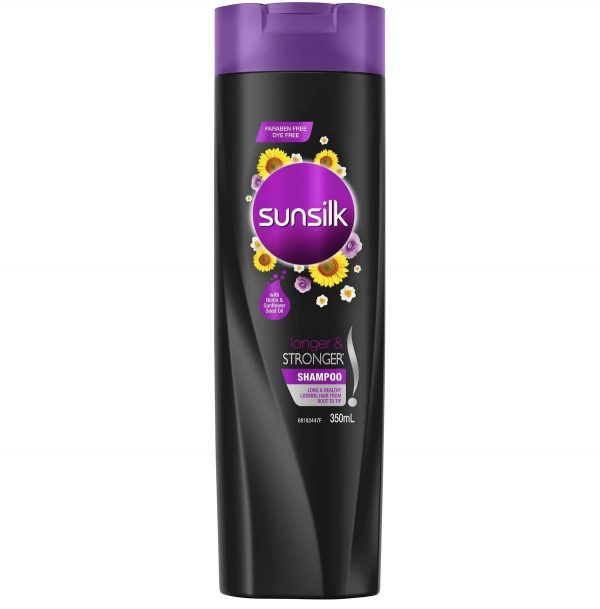 PARABEN FREE
DYE FREE
sunsilk
with
Biotin &
Sunflower
Seed Oil
longer &
STRONGER*
SHAMPOO
LONG & HEALTHY
LOOKING HAIR FROM
ROOT TO TIP
68182447F
350mL